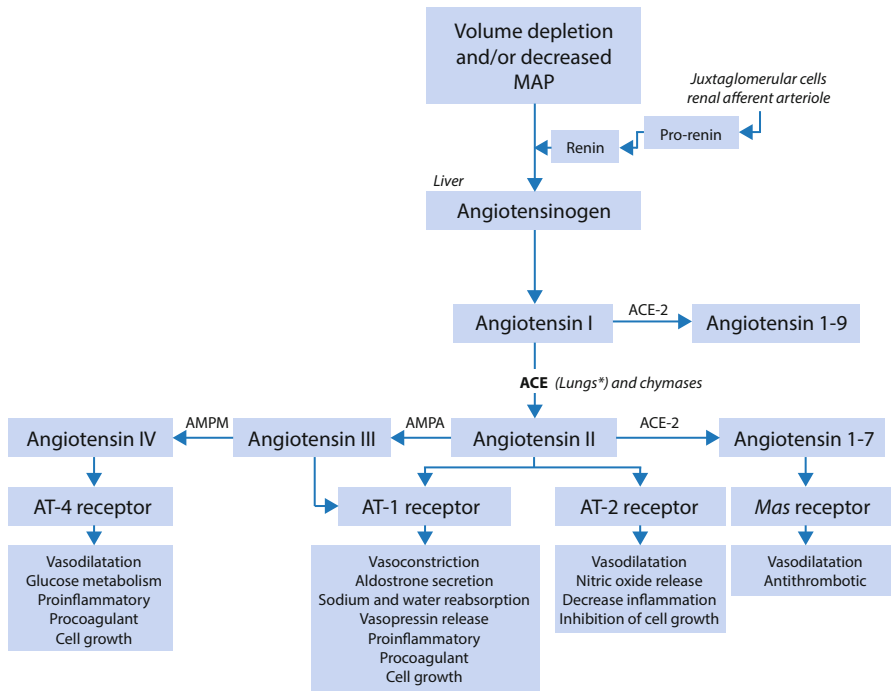 Volume depletion
and/or decreased
MAP
Juxtaglomerular cells
renal afferent arteriole
Pro-renin
Renin
Liver
Angiotensinogen
Angiotensin I
ACE-2
Angiotensin 1-9
ACE (Lungs*) and chymases
Angiotensin IV
AMPM
Angiotensin III
AMPA
Angiotensin II
ACE-2
Angiotensin 1-7
AT-4 receptor
AT-1 receptor
AT-2 receptor
Mas receptor
Vasodilatation
Glucose metabolism
Proinflammatory
Procoagulant
Cell growth
Vasoconstriction
Aldostrone secretion
Sodium and water reabsorption
Vasopressin release
Proinflammatory
Procoagulant
Cell growth
Vasodilatation
Nitric oxide release
Decrease inflammation
Inhibition of cell growth
Vasodilatation
Antithrombotic